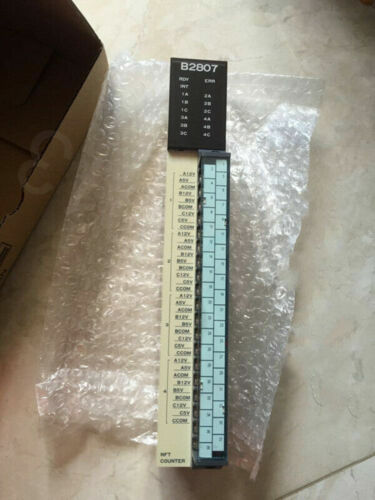 B2807
RDY ERR
INT
1A 2A
1B 2B
1C 2C
3A 4A
3B 4B
3C 4C
A12V
A5V
ACOM
B12V
B5V
BCOM
C12V
C5V
CCOM
A12V
A5V
ACOM
B12V
B5V
BCOM
C12V
C5V
CCOM
A12V
A5V
ACOM
B12V
B5V
BCOM
C12V
C5V
CCOM
A12V
A5V
ACOM
B12V
B5V
BCOM
C12V
C5V
CCOM
NFT
COUNTER